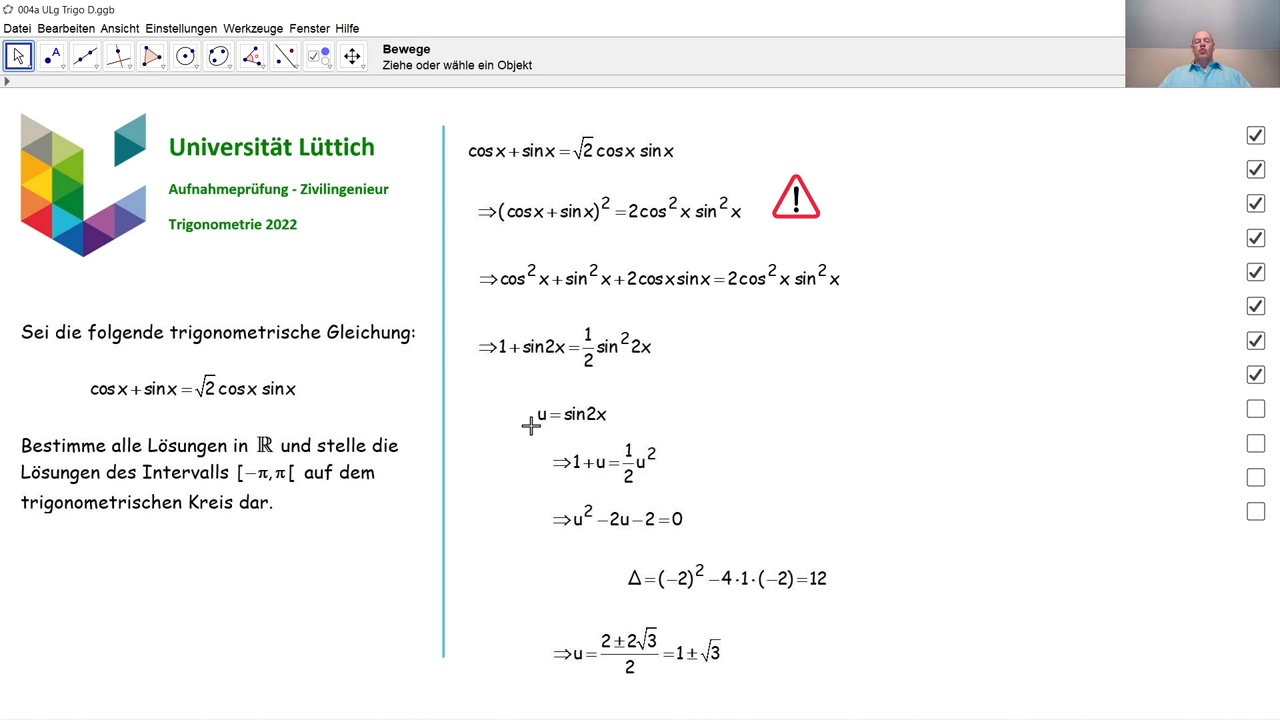 004a ULg Trigo D.ggb
Datei Bearbeiten Ansicht Einstellungen Werkzeuge Fenster Hilfe
Bewege
Ziehe oder wähle ein Objekt
Universität Lüttich
Aufnahmeprüfung - Zivilingenieur
Trigonometrie 2022
Sei die folgende trigonometrische Gleichung:
cos x + sin x = √2 cos x sin x
Bestimme alle Lösungen in ℝ und stelle die
Lösungen des Intervalls [−π, π[ auf dem
trigonometrischen Kreis dar.
cos x + sin x = √2 cos x sin x
⇒ (cos x + sin x)² = 2cos² x sin² x
⇒ cos² x + sin² x + 2cos x sin x = 2cos² x sin² x
⇒ 1 + sin2x = 1/2 sin² 2x
u = sin2x
⇒ 1 + u = 1/2 u²
⇒ u² − 2u − 2 = 0
Δ = (−2)² − 4·1·(−2) = 12
⇒ u = (2 ± 2√3)/2 = 1 ± √3